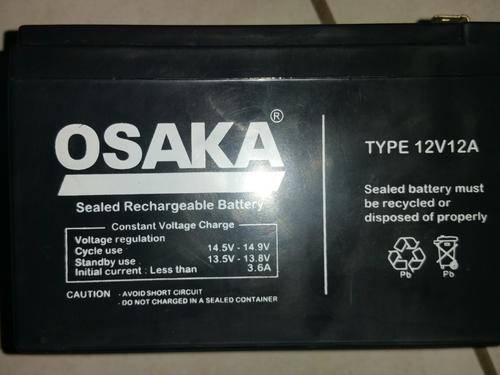 OSAKA®
Sealed Rechargeable Battery
Constant Voltage Charge
Voltage regulation
Cycle use 14.5V - 14.9V
Standby use 13.5V - 13.8V
Initial current : Less than 3.6A
CAUTION - AVOID SHORT CIRCUIT
- DO NOT CHARGED IN A SEALED CONTAINER
TYPE 12V12A
Sealed battery must
be recycled or
disposed of properly
Pb Pb